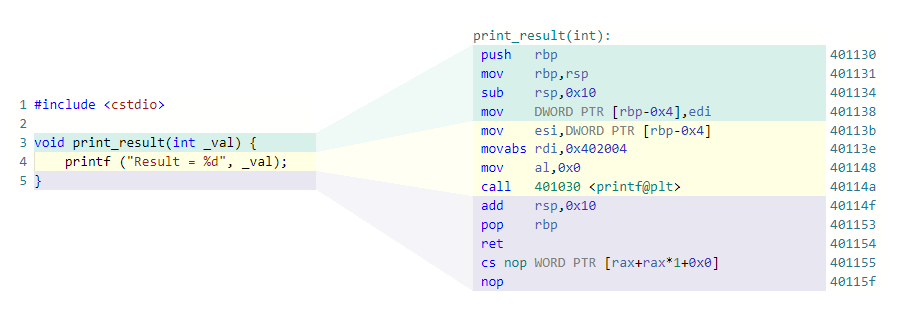 1 #include <cstdio>
2
3 void print_result(int _val) {
4     printf ("Result = %d", _val);
5 }
print_result(int):
push   rbp 401130
mov    rbp,rsp 401131
sub    rsp,0x10 401134
mov    DWORD PTR [rbp-0x4],edi 401138
mov    esi,DWORD PTR [rbp-0x4] 40113b
movabs rdi,0x402004 40113e
mov    al,0x0 401148
call   401030 <printf@plt> 40114a
add    rsp,0x10 40114f
pop    rbp 401153
ret 401154
cs nop WORD PTR [rax+rax*1+0x0] 401155
nop 40115f